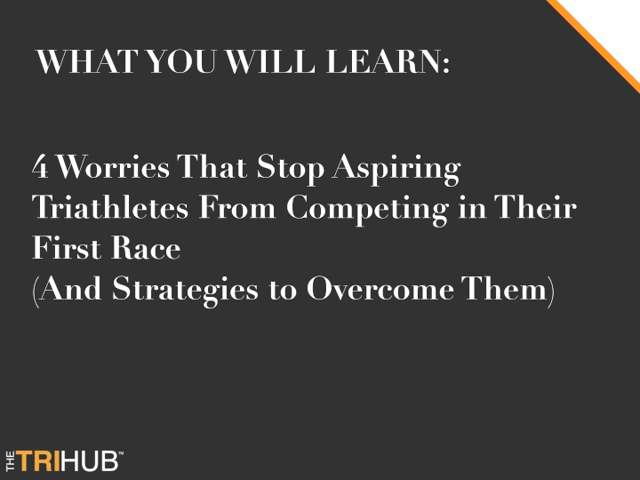 WHAT YOU WILL LEARN:
4 Worries That Stop Aspiring
Triathletes From Competing in Their
First Race
(And Strategies to Overcome Them)
THE TRIHUB™